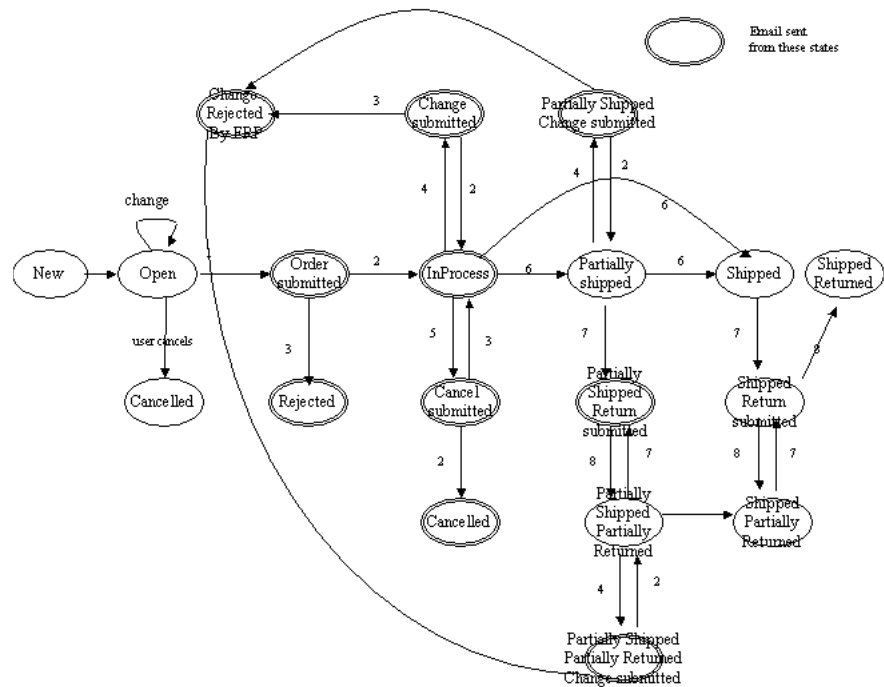 Email sent
from these states
Change
Rejected
By ERP
3
Change
submitted
Partially Shipped
Change submitted
4
2
4
2
6
change
New
Open
Order
submitted
2
InProcess
6
Partially
shipped
6
Shipped
Shipped
Returned
user cancels
3
5
3
7
7
8
Cancelled
Rejected
Cancel
submitted
Partially
Shipped
Return
submitted
Shipped
Return
submitted
2
8
7
8
7
Cancelled
Partially
Shipped
Partially
Returned
Shipped
Partially
Returned
4
2
Partially Shipped
Partially Returned
Change submitted